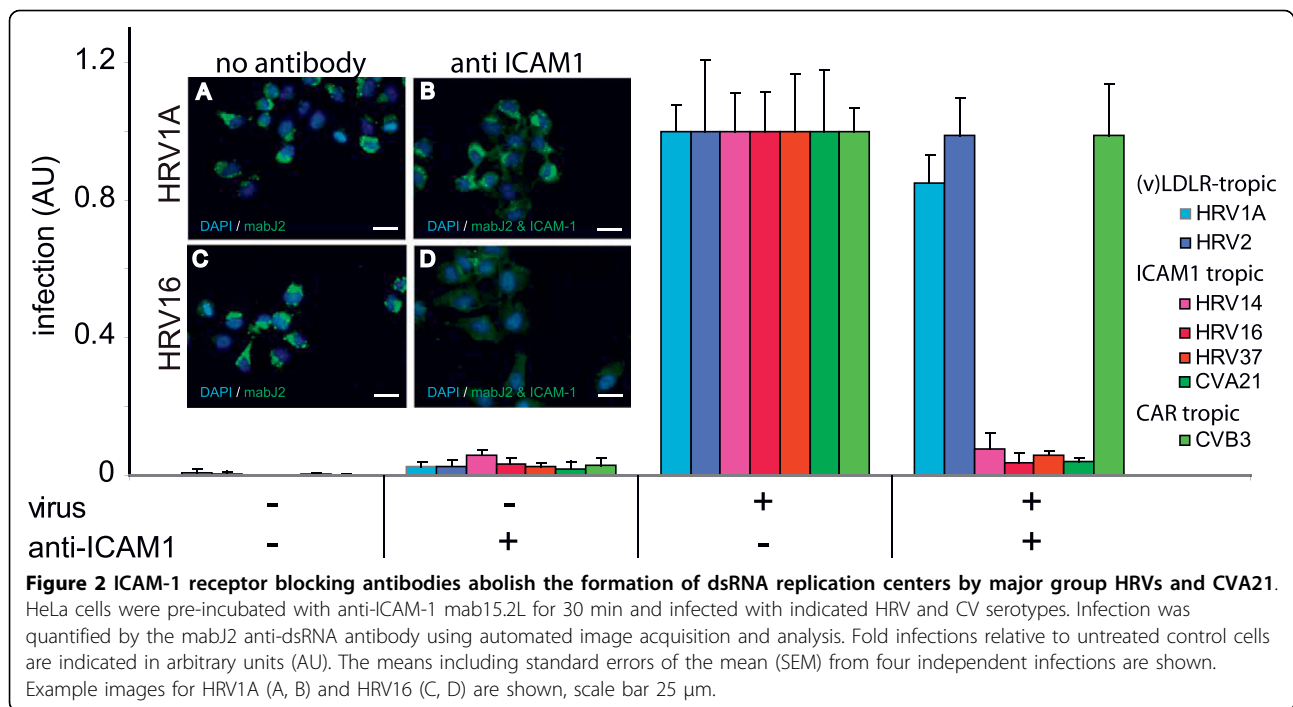 1.2
0.8
0.4
0
infection (AU)
no antibody
anti ICAM1
HRV1A
HRV16
A
DAPI / mabJ2
B
DAPI / mabJ2 & ICAM-1
C
DAPI / mabJ2
D
DAPI / mabJ2 & ICAM-1
(v)LDLR-tropic
HRV1A
HRV2
ICAM1 tropic
HRV14
HRV16
HRV37
CVA21
CAR tropic
CVB3
virus - - + +
anti-ICAM1 - + - +
Figure 2 ICAM-1 receptor blocking antibodies abolish the formation of dsRNA replication centers by major group HRVs and CVA21.
HeLa cells were pre-incubated with anti-ICAM-1 mab15.2L for 30 min and infected with indicated HRV and CV serotypes. Infection was
quantified by the mabJ2 anti-dsRNA antibody using automated image acquisition and analysis. Fold infections relative to untreated control cells
are indicated in arbitrary units (AU). The means including standard errors of the mean (SEM) from four independent infections are shown.
Example images for HRV1A (A, B) and HRV16 (C, D) are shown, scale bar 25 μm.